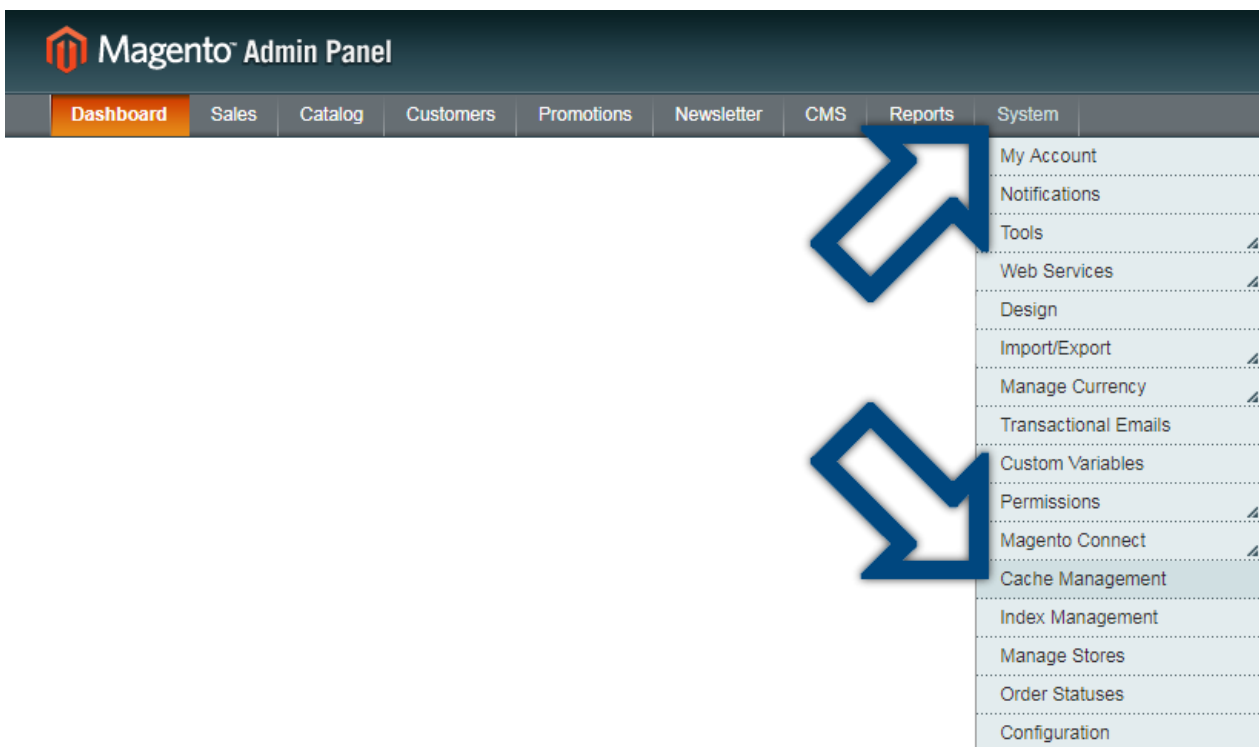 Magento™ Admin Panel
Dashboard Sales Catalog Customers Promotions Newsletter CMS Reports System
My Account
Notifications
Tools
Web Services
Design
Import/Export
Manage Currency
Transactional Emails
Custom Variables
Permissions
Magento Connect
Cache Management
Index Management
Manage Stores
Order Statuses
Configuration